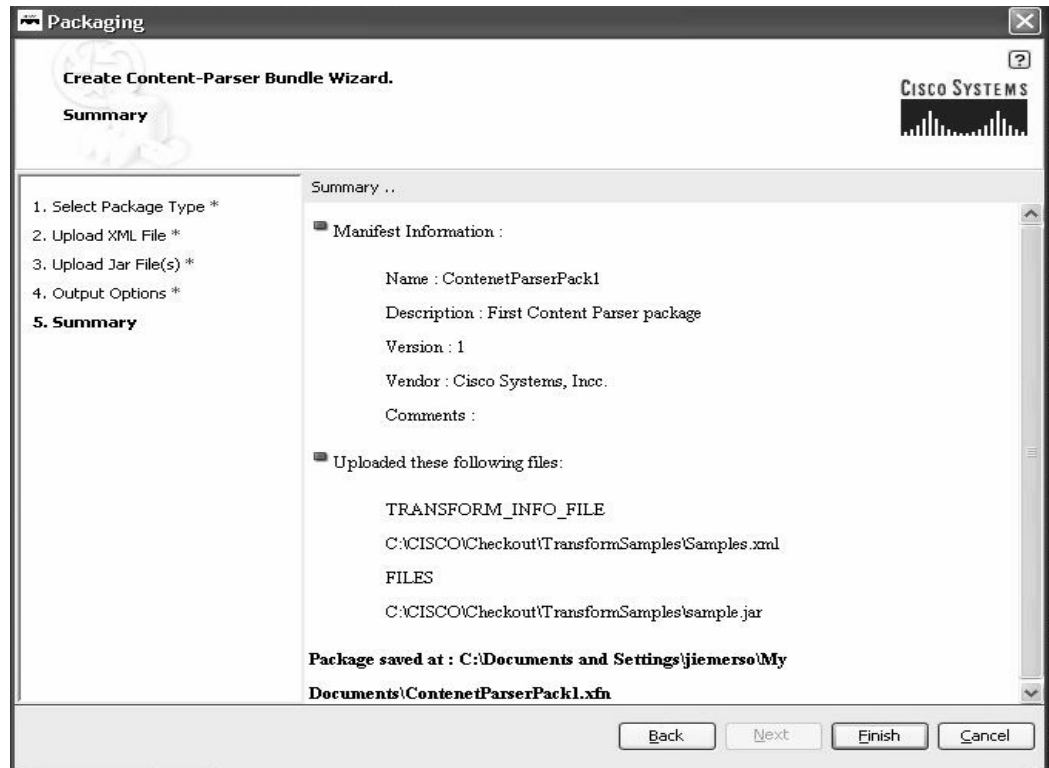 Packaging
?
Create Content-Parser Bundle Wizard.
Summary
CISCO SYSTEMS
1. Select Package Type *
2. Upload XML File *
3. Upload Jar File(s) *
4. Output Options *
5. Summary
Summary ..
Manifest Information :
Name : ContenetParserPack1
Description : First Content Parser package
Version : 1
Vendor : Cisco Systems, Incc.
Comments :
Uploaded these following files:
TRANSFORM_INFO_FILE
C:\CISCO\Checkout\TransformSamples\Samples.xml
FILES
C:\CISCO\Checkout\TransformSamples\sample.jar
Package saved at : C:\Documents and Settings\jiemerso\My
Documents\ContenetParserPack1.xfn
Back Next Finish Cancel